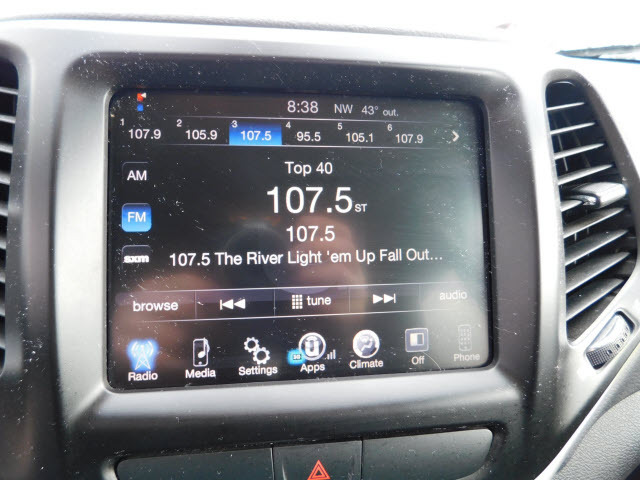 8:38 NW 43° out.
1 107.9 2 105.9 3 107.5 4 95.5 5 105.1 6 107.9 >
AM
Top 40
107.5 ST
FM
107.5
sxm
107.5 The River Light 'em Up Fall Out...
browse tune audio
Radio Media Settings Apps Climate Off Phone